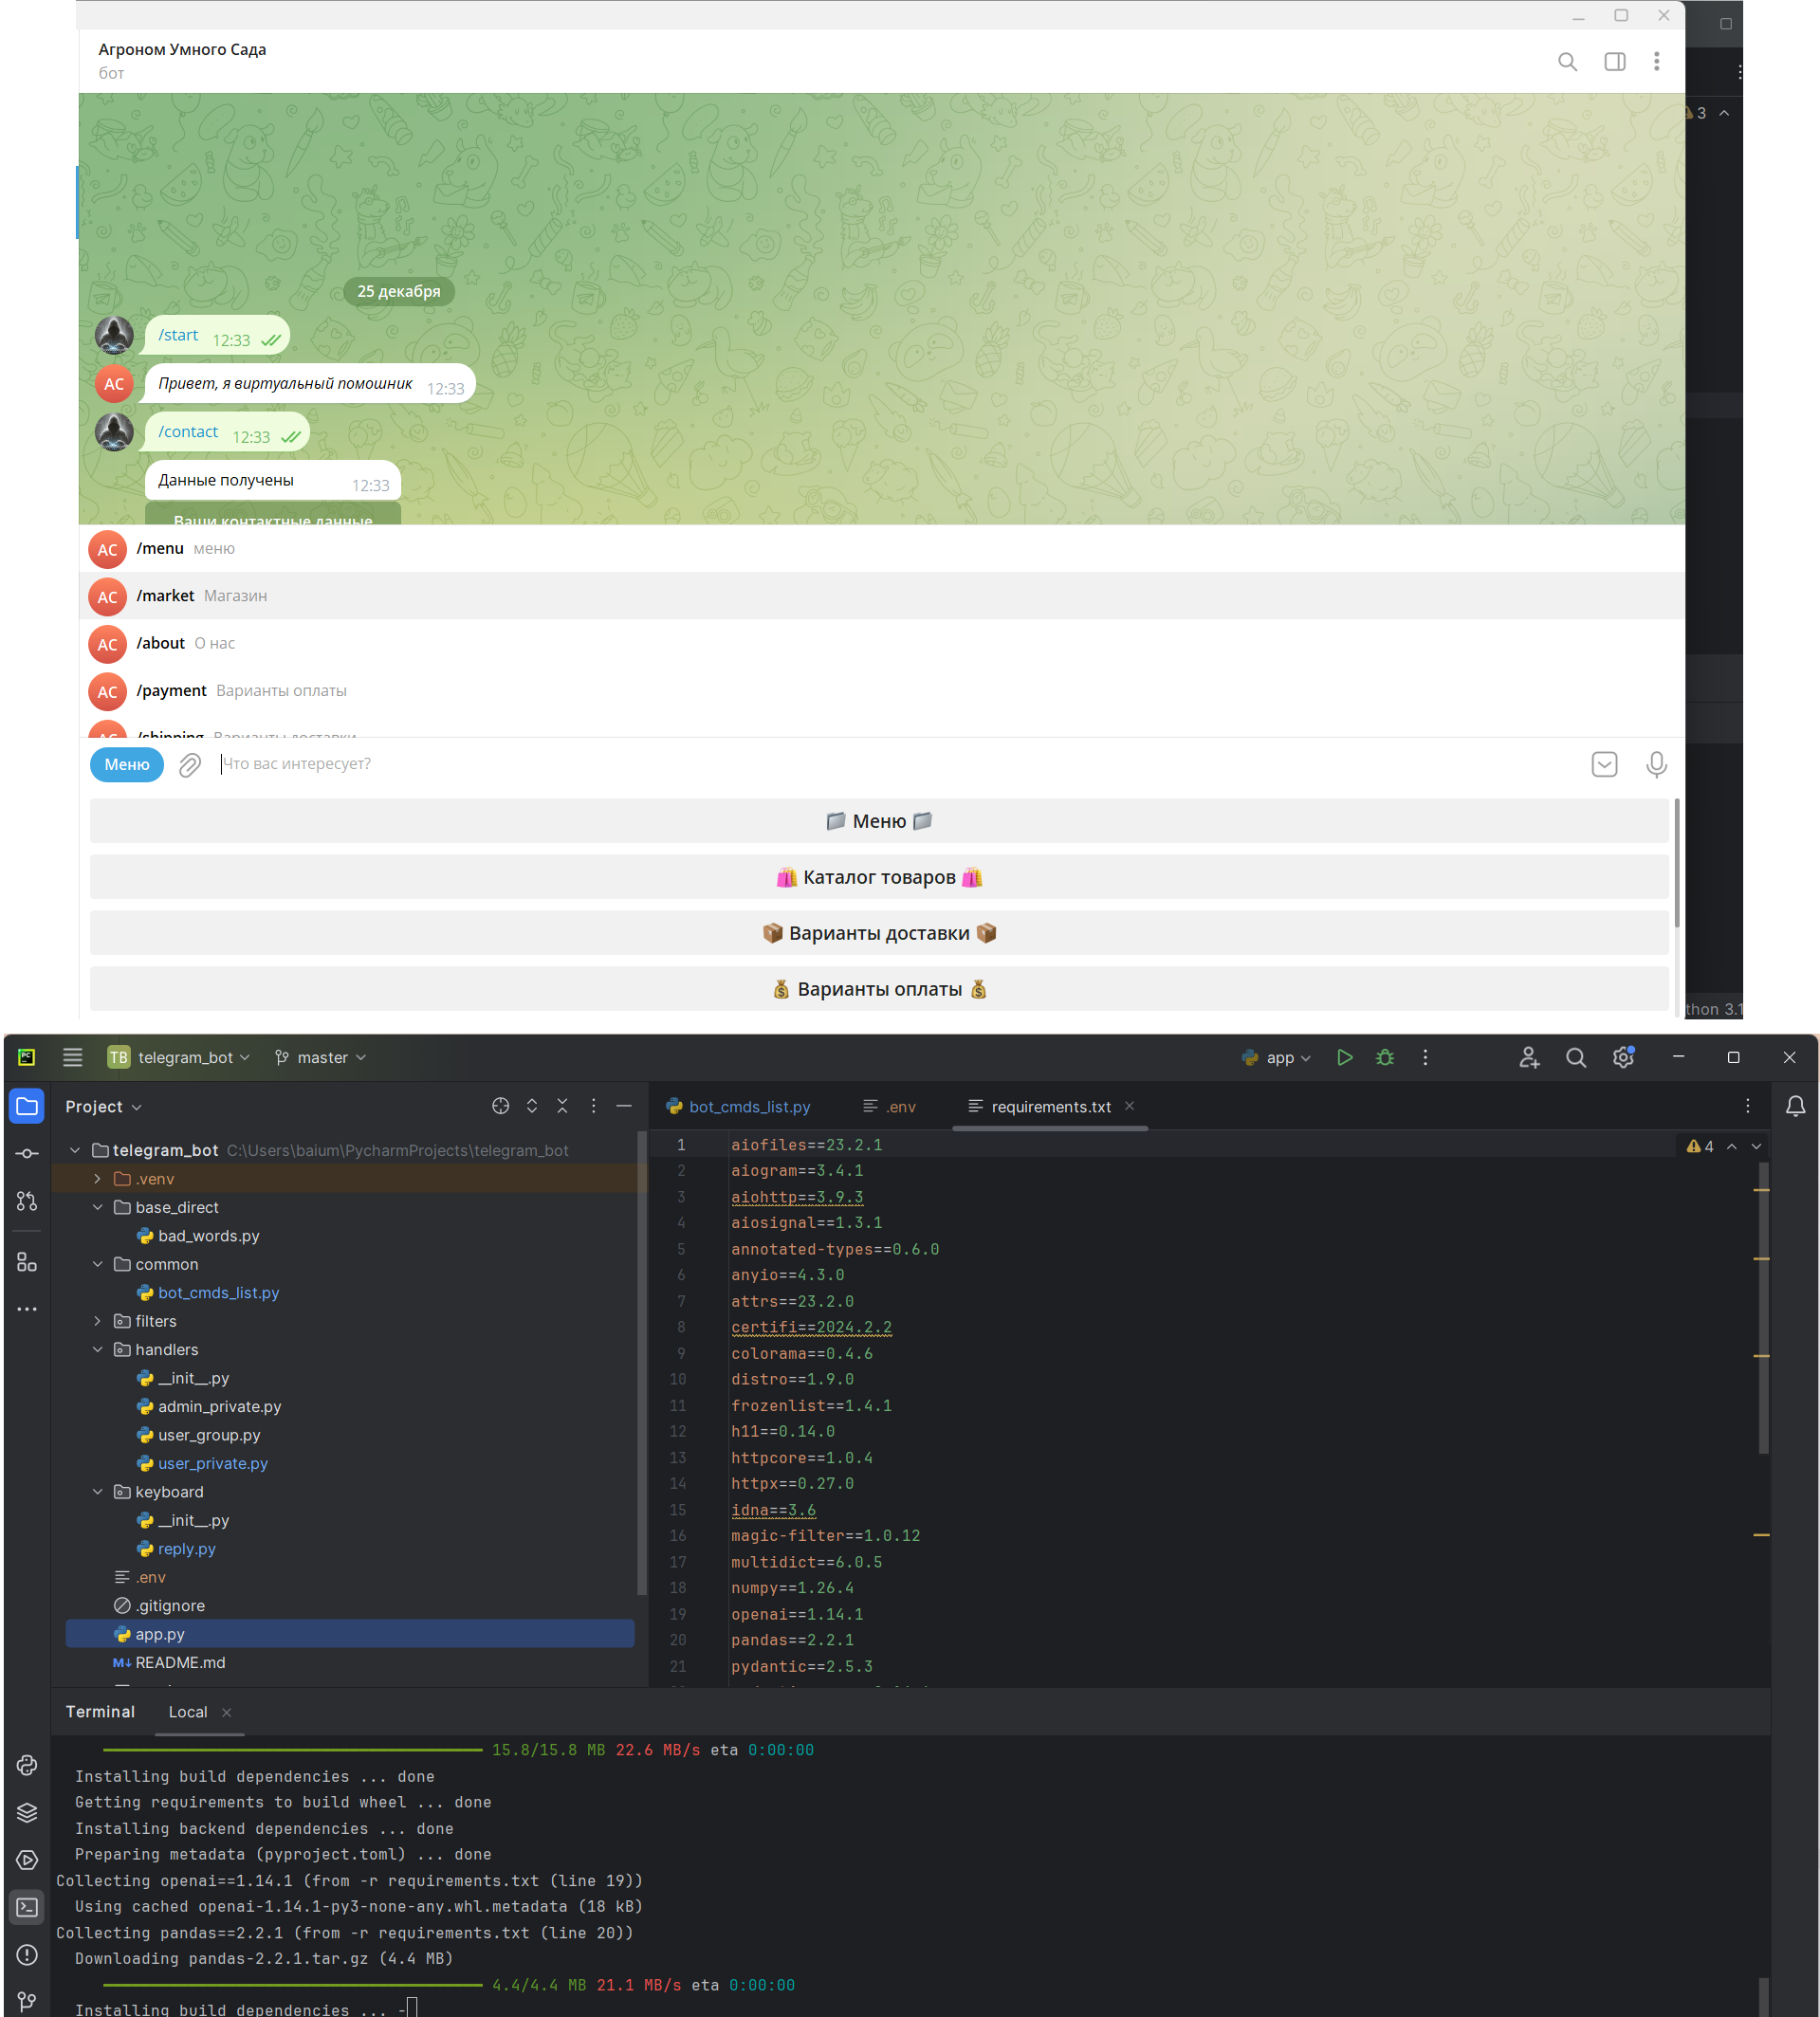 Агроном Умного Сада
бот
3
25 декабря
/start 12:33
АС Привет, я виртуальный помошник 12:33
/contact 12:33
Данные получены 12:33
Ваши контактные данные
АС /menu меню
АС /market Магазин
АС /about О нас
АС /payment Варианты оплаты
АС /shipping Варианты доставки
Меню Что вас интересует?
Меню
Каталог товаров
Варианты доставки
Варианты оплаты
thon 3.1
PC TB telegram_bot master app
Project
telegram_bot C:\Users\baium\PycharmProjects\telegram_bot
.venv
base_direct
bad_words.py
common
bot_cmds_list.py
filters
handlers
__init__.py
admin_private.py
user_group.py
user_private.py
keyboard
__init__.py
reply.py
.env
.gitignore
app.py
M↓ README.md
bot_cmds_list.py .env requirements.txt
4
1 aiofiles==23.2.1
2 aiogram==3.4.1
3 aiohttp==3.9.3
4 aiosignal==1.3.1
5 annotated-types==0.6.0
6 anyio==4.3.0
7 attrs==23.2.0
8 certifi==2024.2.2
9 colorama==0.4.6
10 distro==1.9.0
11 frozenlist==1.4.1
12 h11==0.14.0
13 httpcore==1.0.4
14 httpx==0.27.0
15 idna==3.6
16 magic-filter==1.0.12
17 multidict==6.0.5
18 numpy==1.26.4
19 openai==1.14.1
20 pandas==2.2.1
21 pydantic==2.5.3
Terminal Local
15.8/15.8 MB 22.6 MB/s eta 0:00:00
Installing build dependencies ... done
Getting requirements to build wheel ... done
Installing backend dependencies ... done
Preparing metadata (pyproject.toml) ... done
Collecting openai==1.14.1 (from -r requirements.txt (line 19))
Using cached openai-1.14.1-py3-none-any.whl.metadata (18 kB)
Collecting pandas==2.2.1 (from -r requirements.txt (line 20))
Downloading pandas-2.2.1.tar.gz (4.4 MB)
4.4/4.4 MB 21.1 MB/s eta 0:00:00
Installing build dependencies ... -